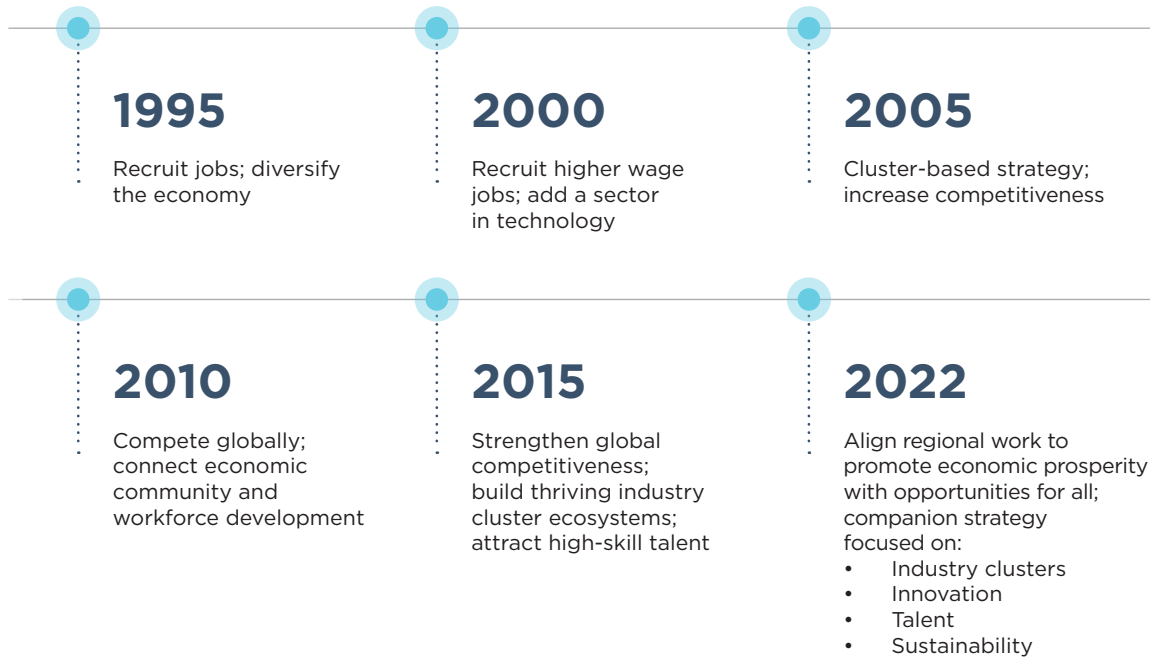 1995
Recruit jobs; diversify
the economy
2000
Recruit higher wage
jobs; add a sector
in technology
2005
Cluster-based strategy;
increase competitiveness
2010
Compete globally;
connect economic
community and
workforce development
2015
Strengthen global
competitiveness;
build thriving industry
cluster ecosystems;
attract high-skill talent
2022
Align regional work to
promote economic prosperity
with opportunities for all;
companion strategy
focused on:
• Industry clusters
• Innovation
• Talent
• Sustainability